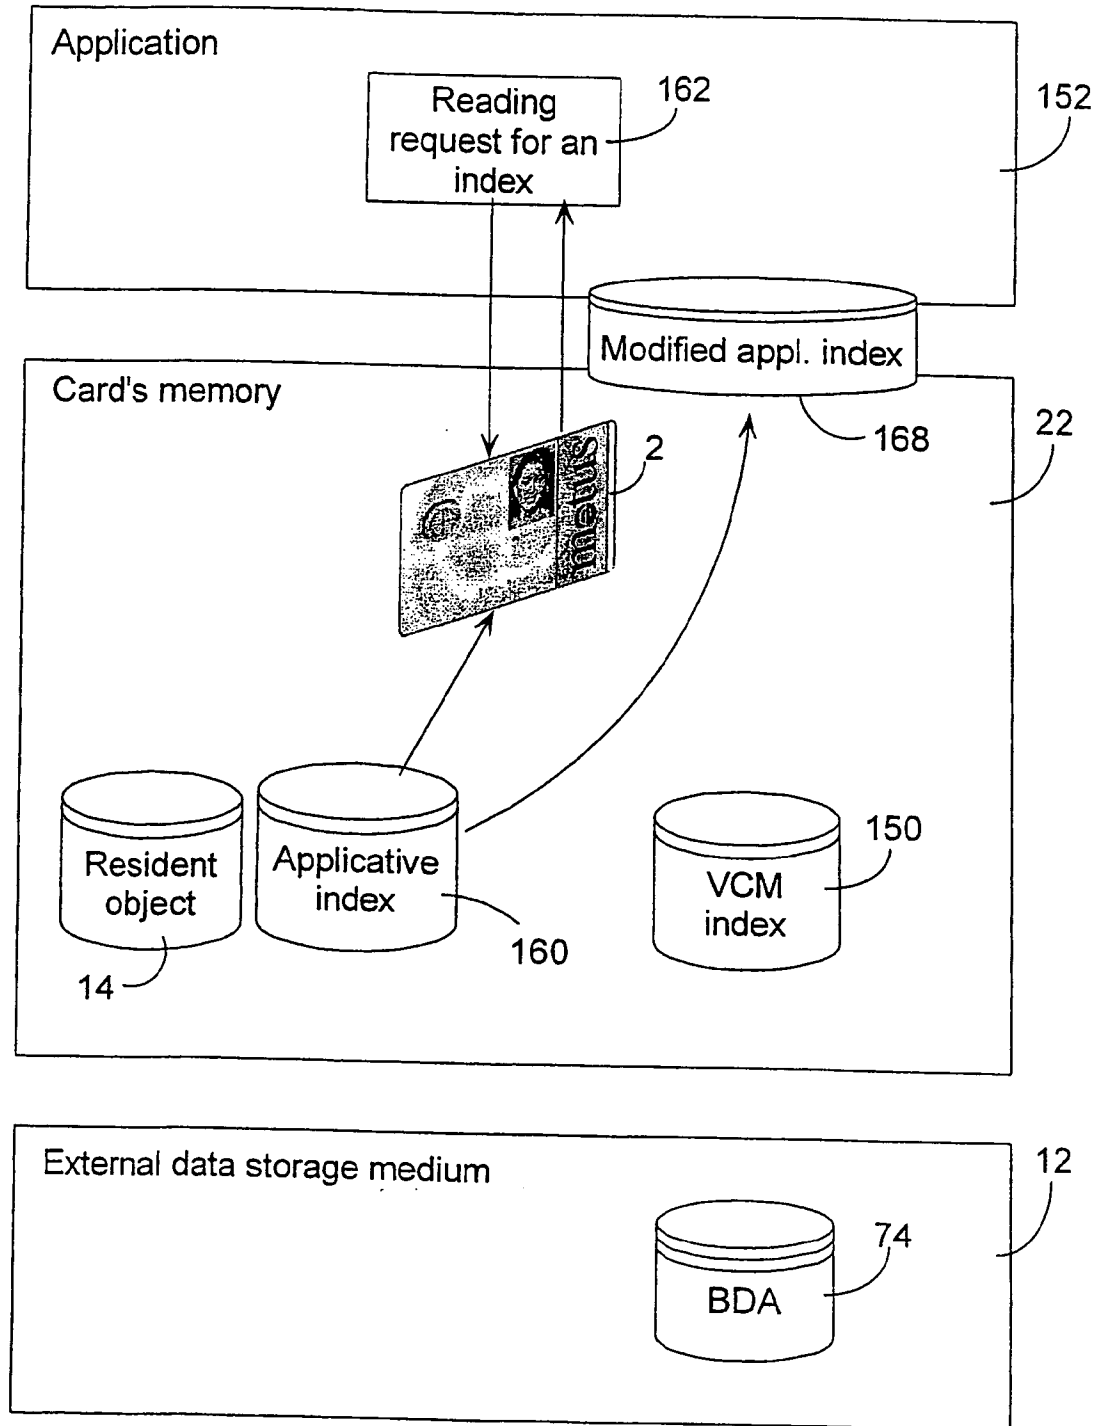 Application
162
Reading
request for an
index
152
Modified appl. index
Card's memory
168
22
2
150
Resident
object
Applicative
index
VCM
index
160
14
External data storage medium
12
74
BDA